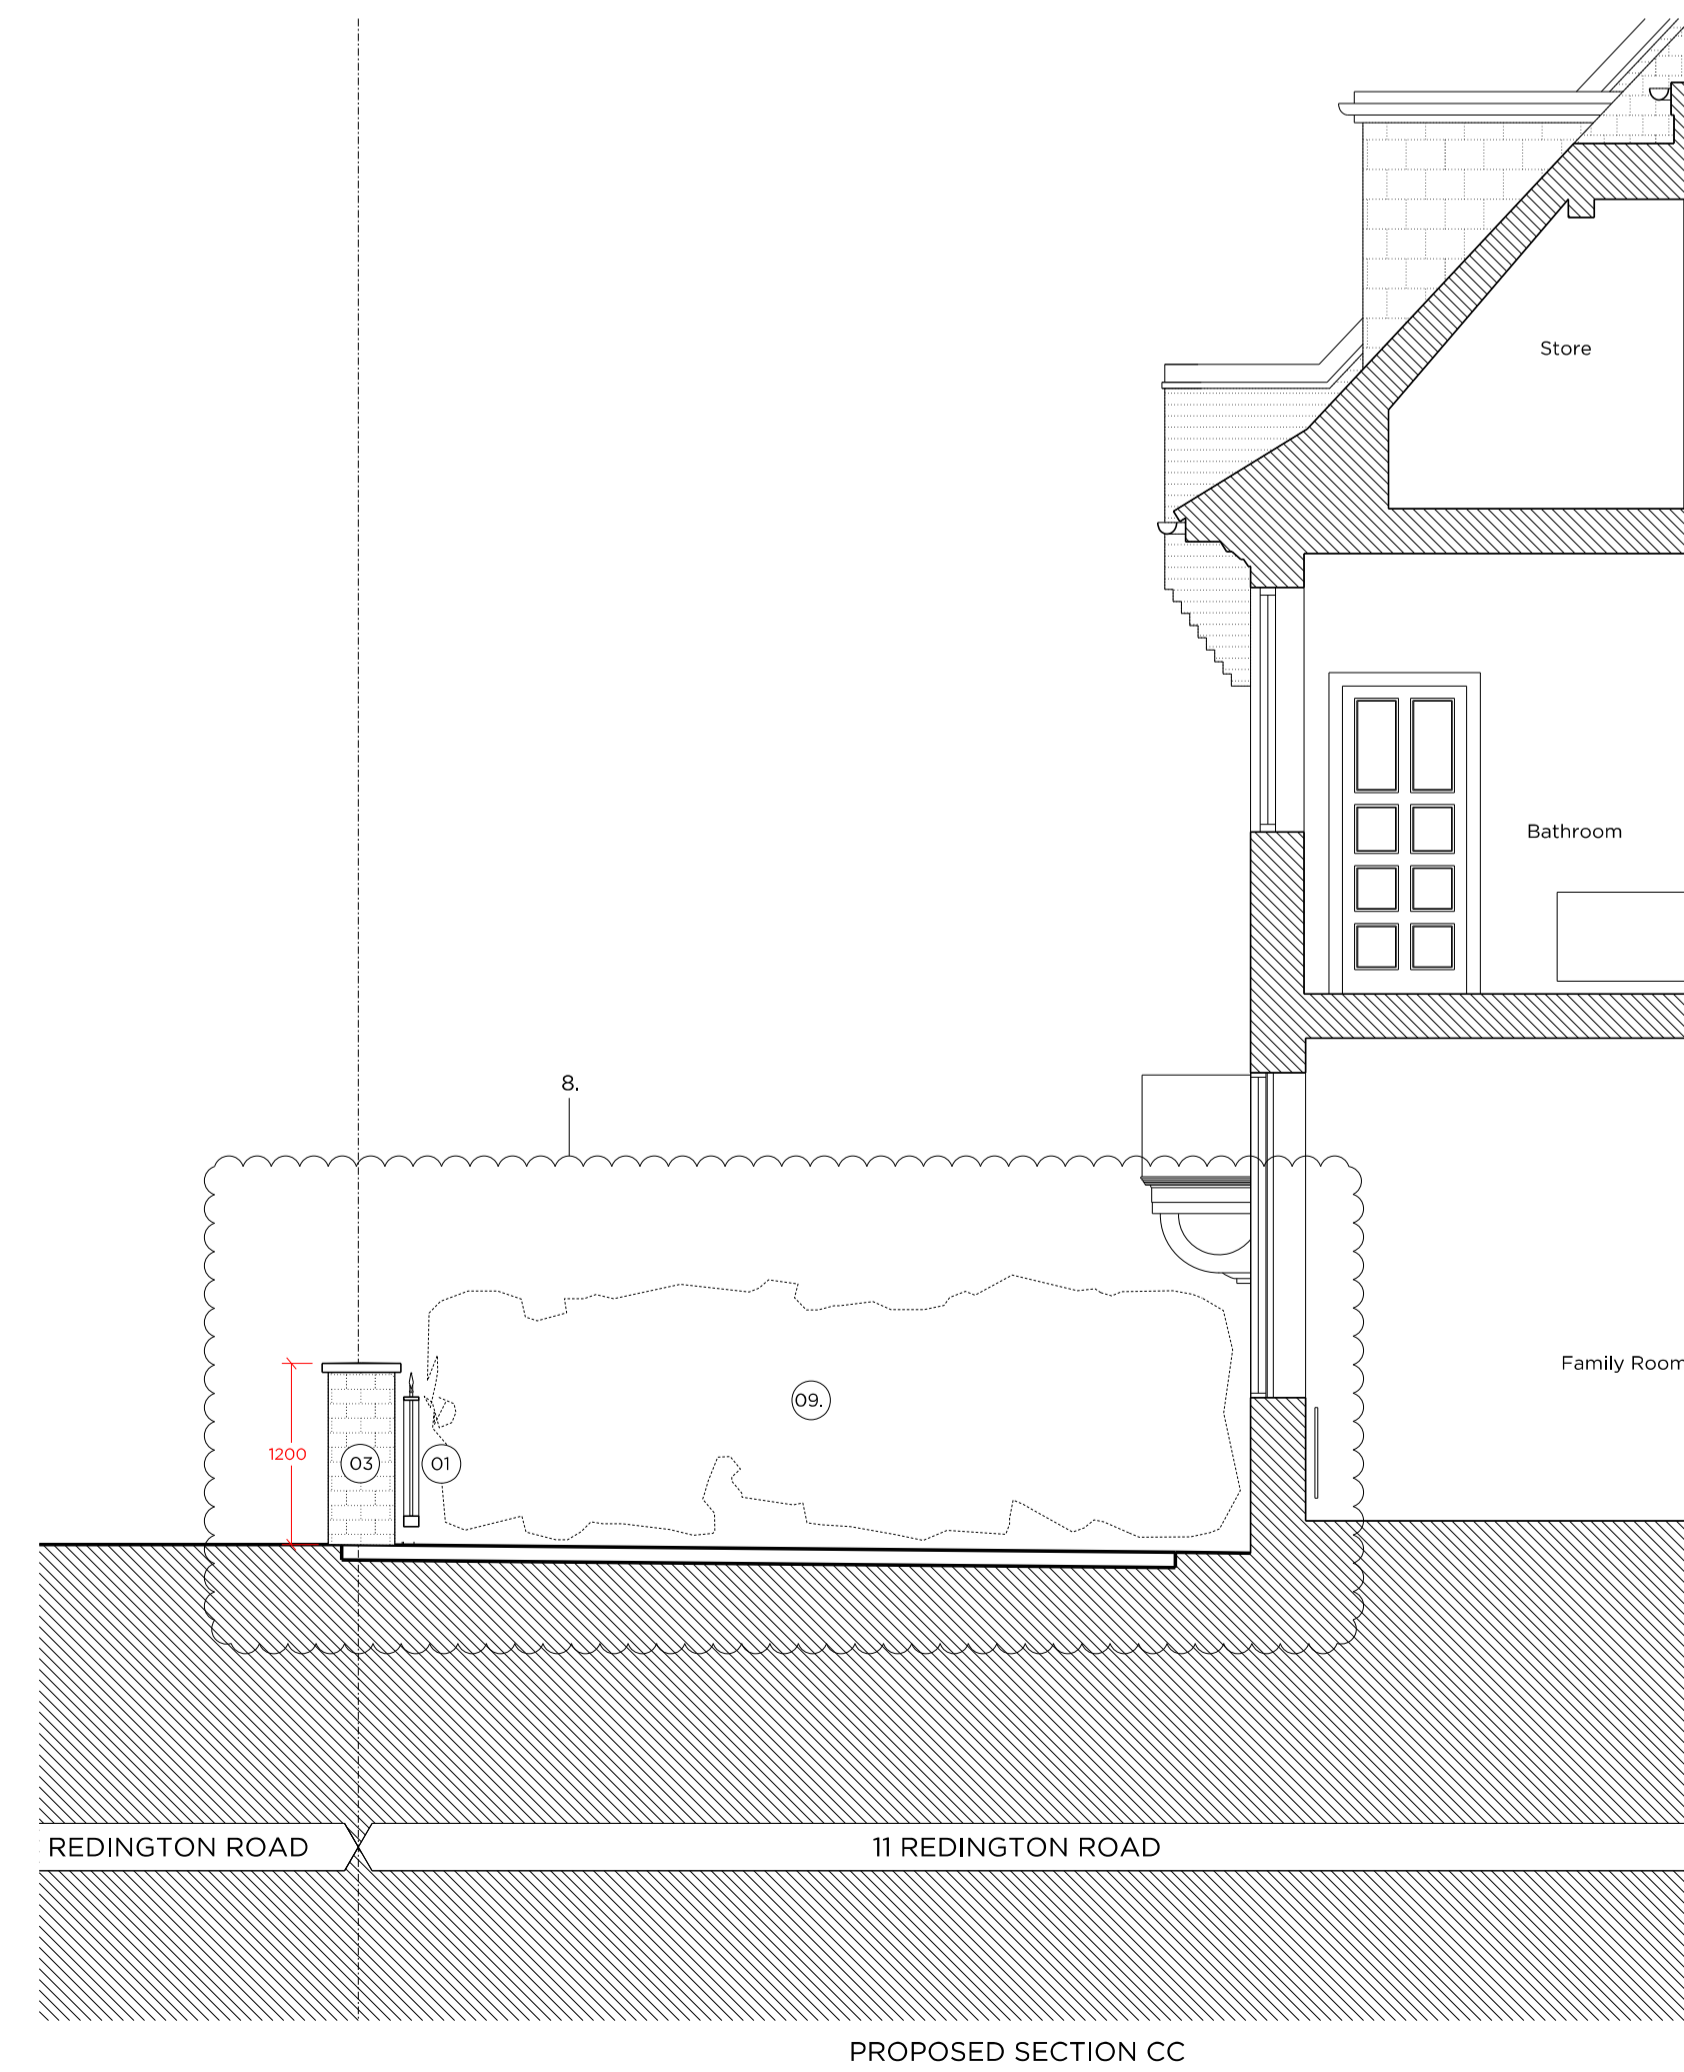 Store
Bathroom
8.
Family Room
09.
1200
03
01
REDINGTON ROAD
11 REDINGTON ROAD
PROPOSED SECTION CC